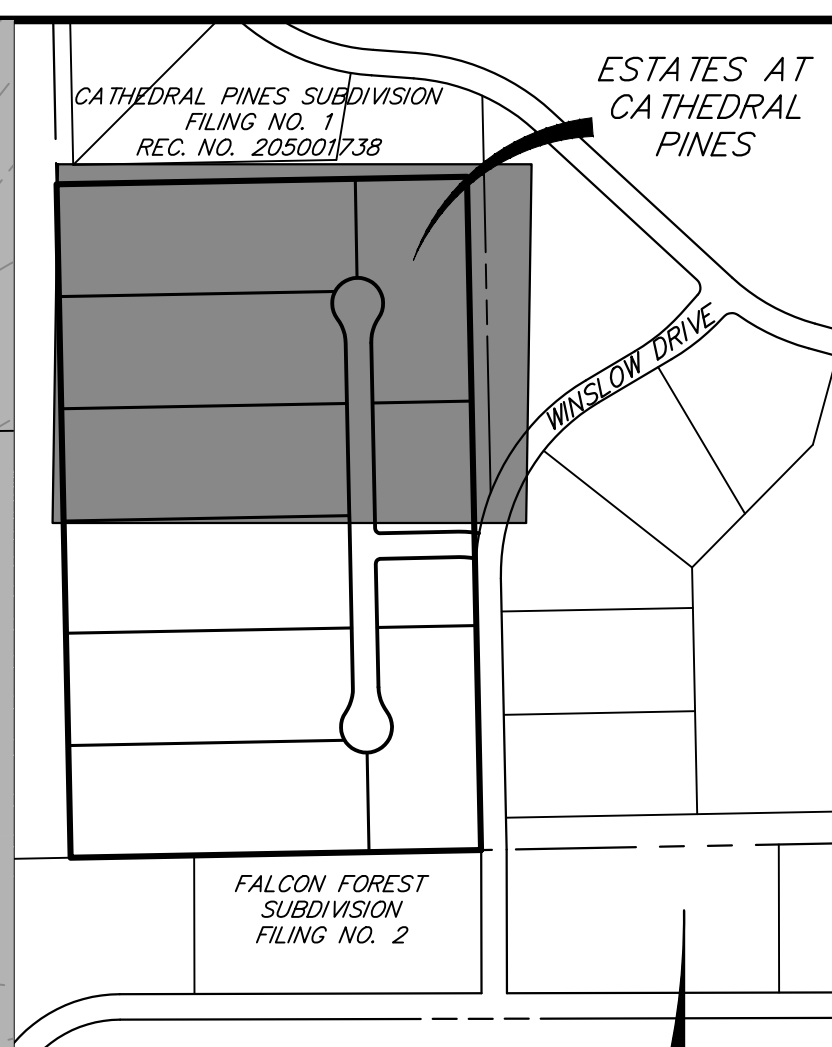 ESTATES AT
CATHEDRAL
PINES
CATHEDRAL PINES SUBDIVISION
FILING NO. 1
REC. NO. 205001738
WINSLOW DRIVE
FALCON FOREST
SUBDIVISION
FILING NO. 2